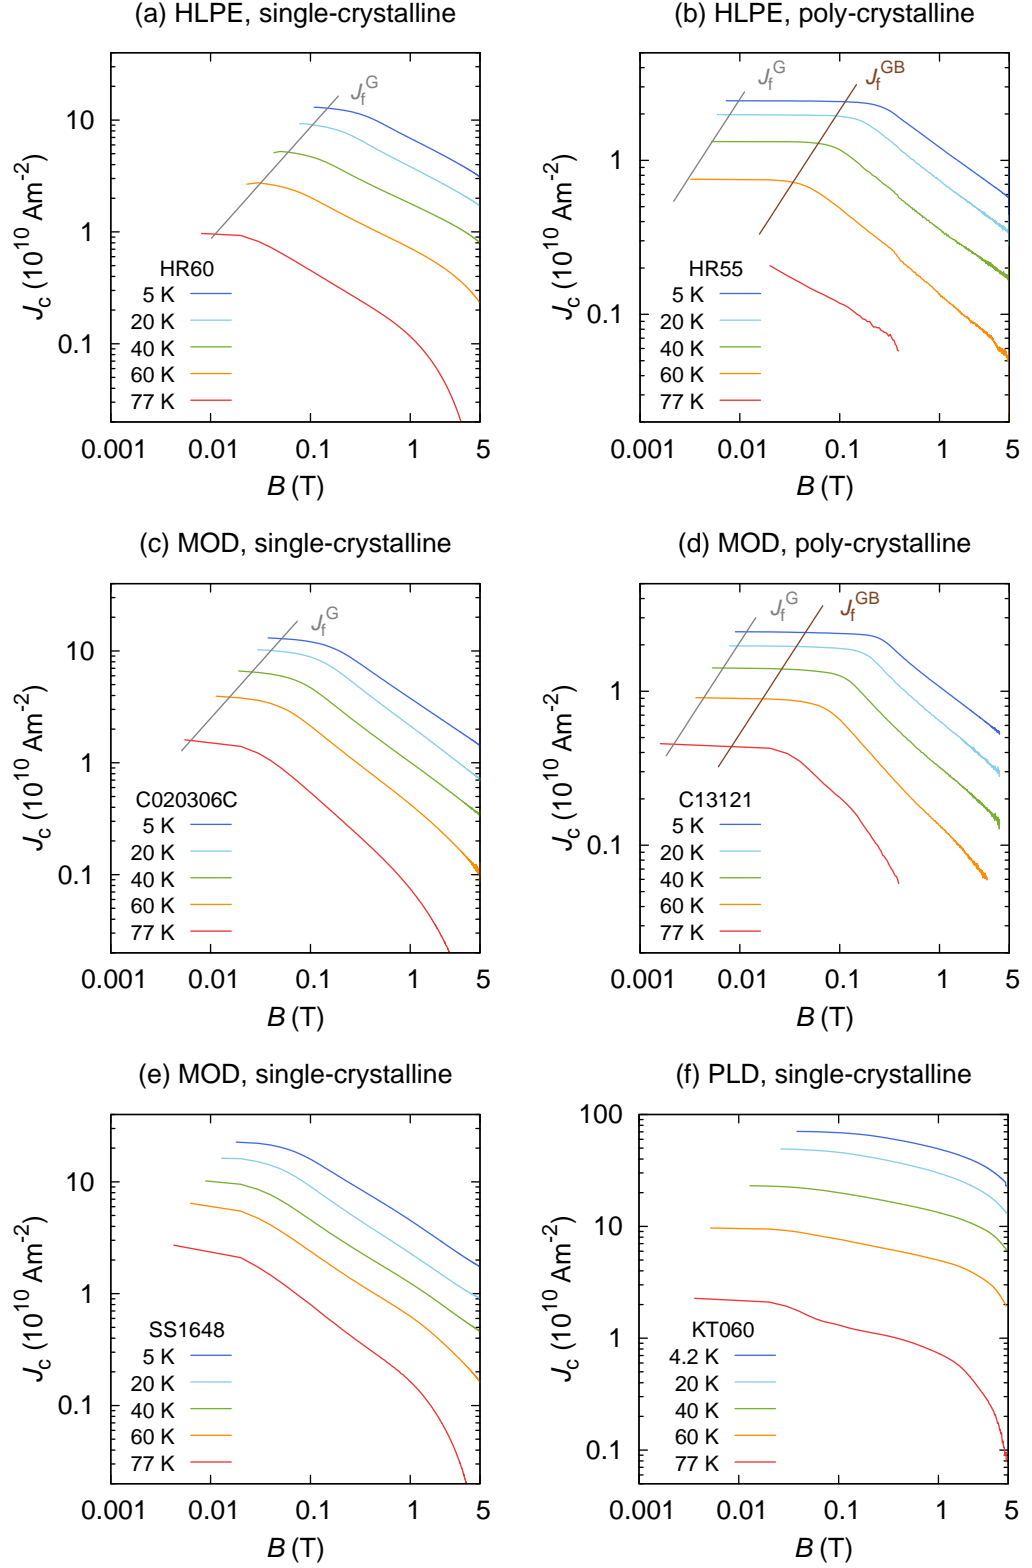 (a) HLPE, single-crystalline
J_f^G
10
1
0.1
J_c (10^10 Am^-2)
HR60
5 K
20 K
40 K
60 K
77 K
0.001 0.01 0.1 1 5
B (T)
(b) HLPE, poly-crystalline
J_f^G J_f^GB
1
0.1
J_c (10^10 Am^-2)
HR55
5 K
20 K
40 K
60 K
77 K
0.001 0.01 0.1 1 5
B (T)
(c) MOD, single-crystalline
J_f^G
10
1
0.1
J_c (10^10 Am^-2)
C020306C
5 K
20 K
40 K
60 K
77 K
0.001 0.01 0.1 1 5
B (T)
(d) MOD, poly-crystalline
J_f^G J_f^GB
1
0.1
J_c (10^10 Am^-2)
C13121
5 K
20 K
40 K
60 K
77 K
0.001 0.01 0.1 1 5
B (T)
(e) MOD, single-crystalline
10
1
0.1
J_c (10^10 Am^-2)
SS1648
5 K
20 K
40 K
60 K
77 K
0.001 0.01 0.1 1 5
B (T)
(f) PLD, single-crystalline
100
10
1
0.1
J_c (10^10 Am^-2)
KT060
4.2 K
20 K
40 K
60 K
77 K
0.001 0.01 0.1 1 5
B (T)